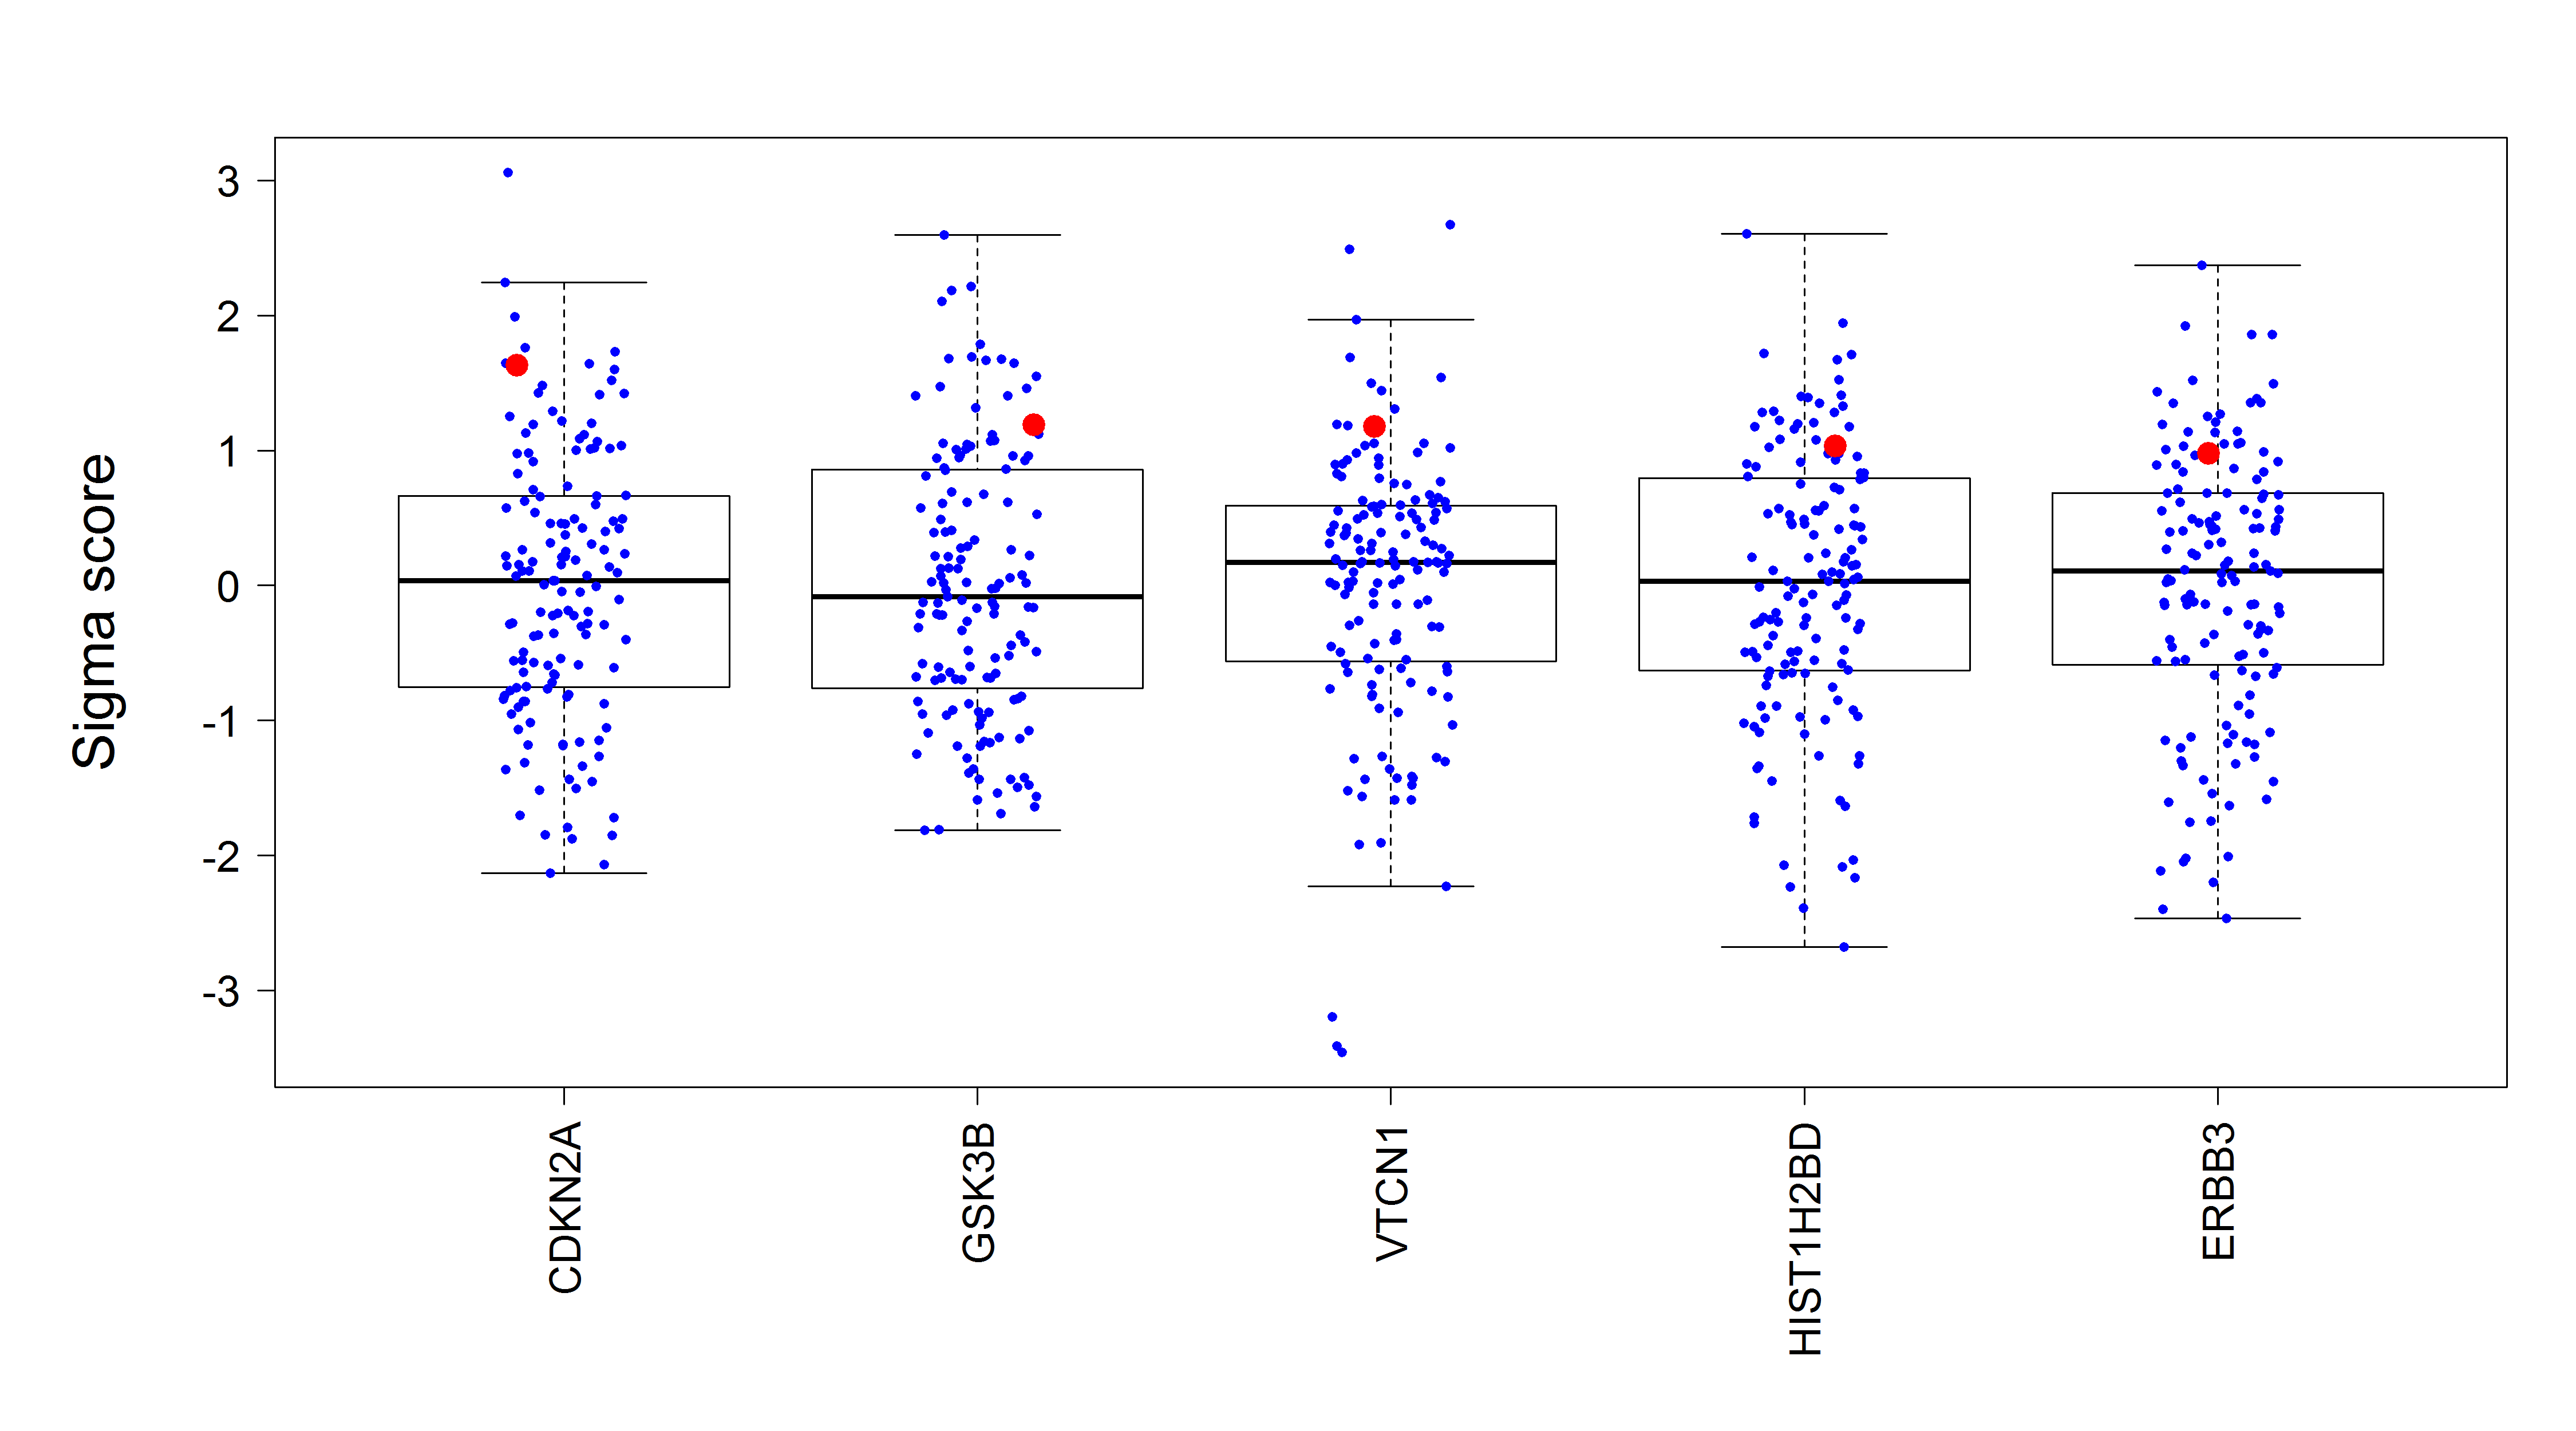 Sigma score
3
2
1
0
-1
-2
-3
CDKN2A
GSK3B
VTCN1
HIST1H2BD
ERBB3